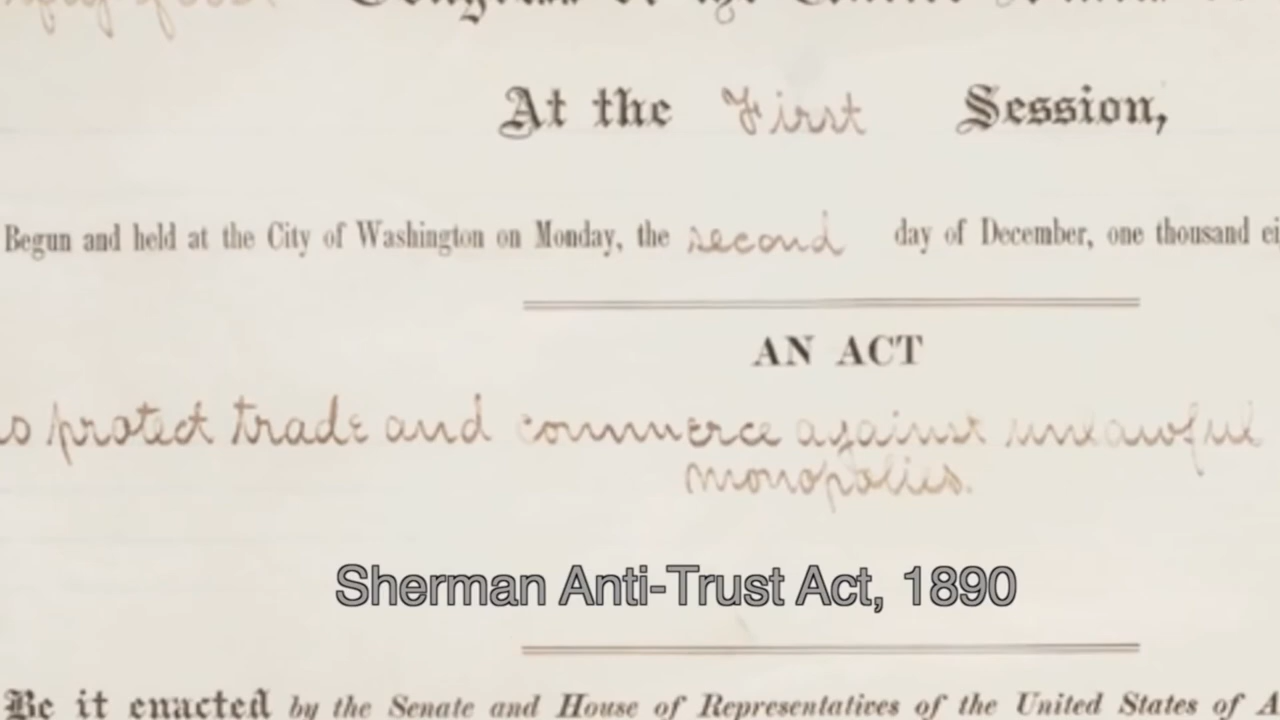 At the First Session,
Begun and held at the City of Washington on Monday, the second day of December, one thousand
AN ACT
protect trade and commerce against unlawful
monopolies.
Sherman Anti-Trust Act, 1890
Be it enacted by the Senate and House of Representatives of the United States of